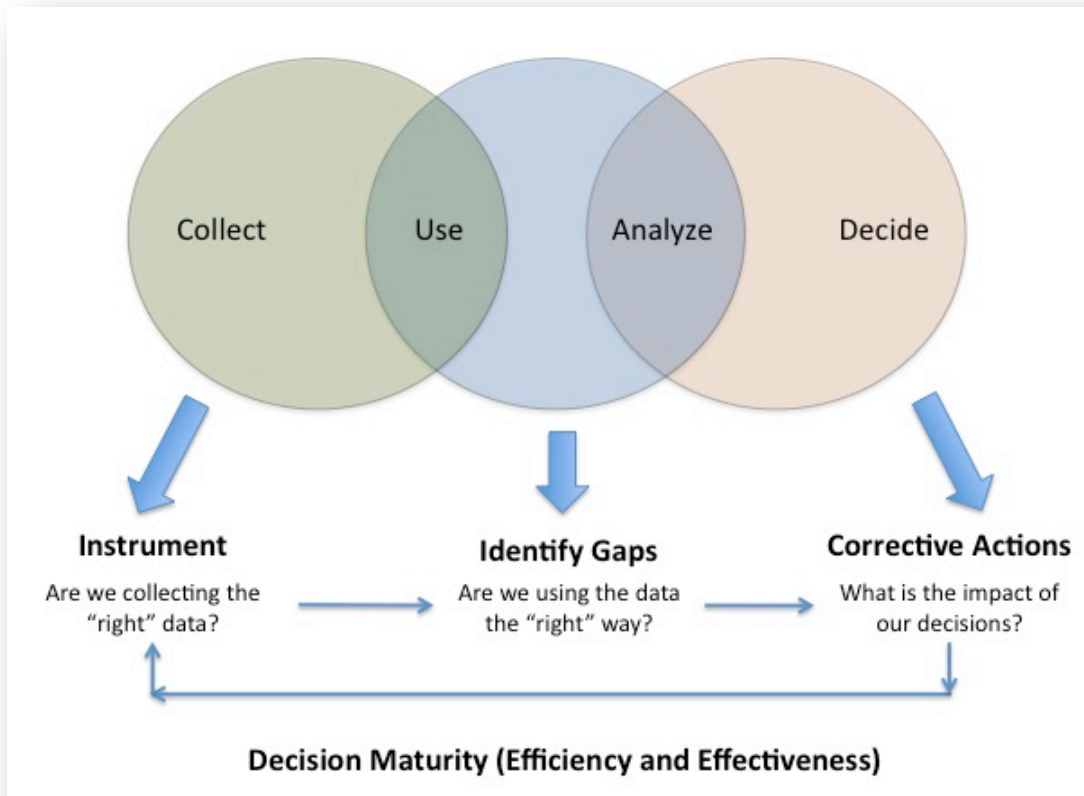 Collect
Use
Analyze
Decide
Instrument
Are we collecting the
“right” data?
Identify Gaps
Are we using the data
the “right” way?
Corrective Actions
What is the impact of
our decisions?
Decision Maturity (Efficiency and Effectiveness)